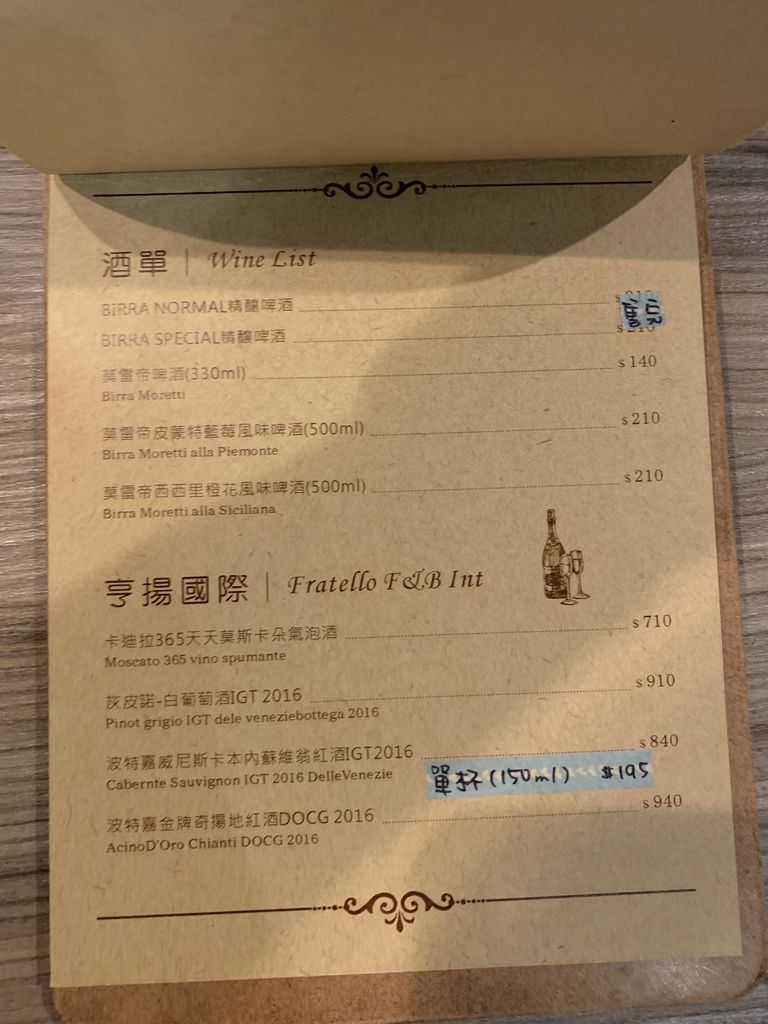 酒單 | Wine List
BIRRA NORMAL精釀啤酒
售完
BIRRA SPECIAL精釀啤酒 $210
莫雷帝啤酒(330ml) $140
Birra Moretti
莫雷帝皮蒙特藍莓風味啤酒(500ml) $210
Birra Moretti alla Piemonte
莫雷帝西西里橙花風味啤酒(500ml) $210
Birra Moretti alla Siciliana
亨揚國際 | Fratello F&B Int
卡迪拉365天天莫斯卡朵氣泡酒 $710
Moscato 365 vino spumante
灰皮諾-白葡萄酒IGT 2016 $910
Pinot grigio IGT dele veneziebottega 2016
波特嘉威尼斯卡本內蘇維翁紅酒IGT2016 $840
Cabernte Sauvignon IGT 2016 DelleVenezie
單杯(150ml) $195
波特嘉金牌奇揚地紅酒DOCG 2016 $940
AcinoD'Oro Chianti DOCG 2016